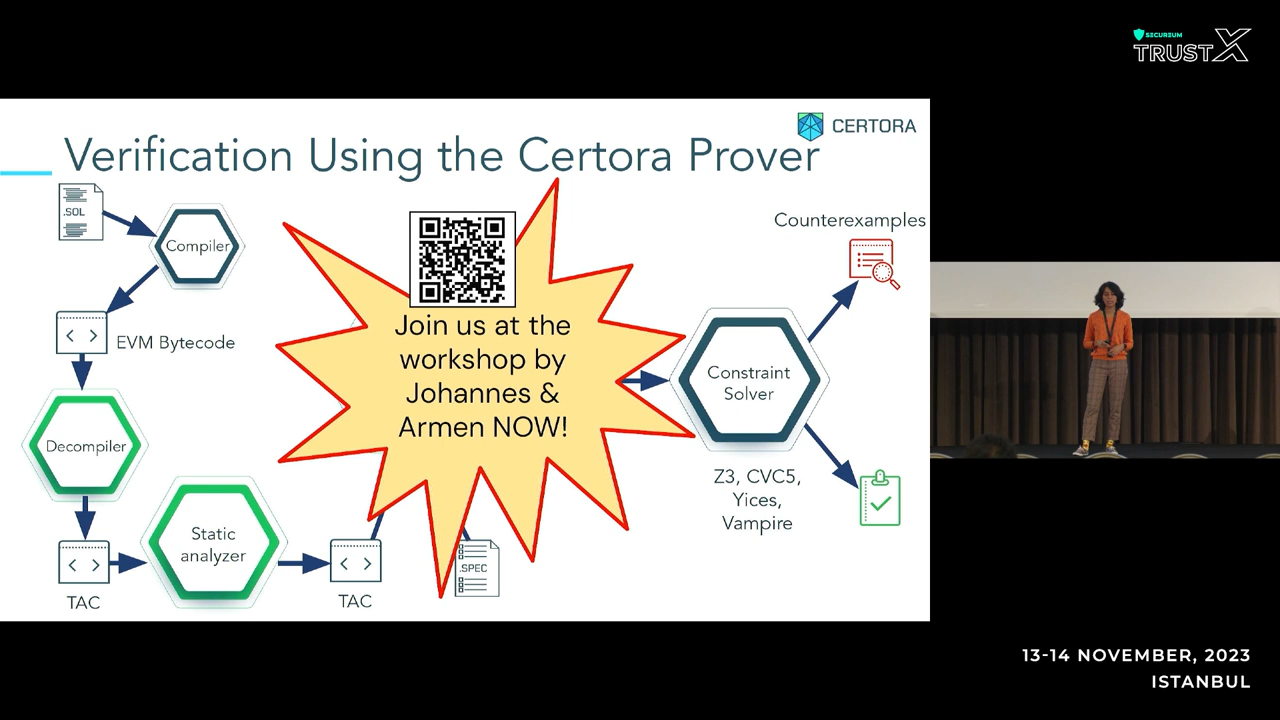 SECUREUM
TRUSTX
CERTORA
Verification Using the Certora Prover
.SOL
Compiler
EVM Bytecode
Decompiler
TAC
Static
analyzer
TAC
.SPEC
Join us at the
workshop by
Johannes &
Armen NOW!
Constraint
Solver
Z3, CVC5,
Yices,
Vampire
Counterexamples
13-14 NOVEMBER, 2023
ISTANBUL